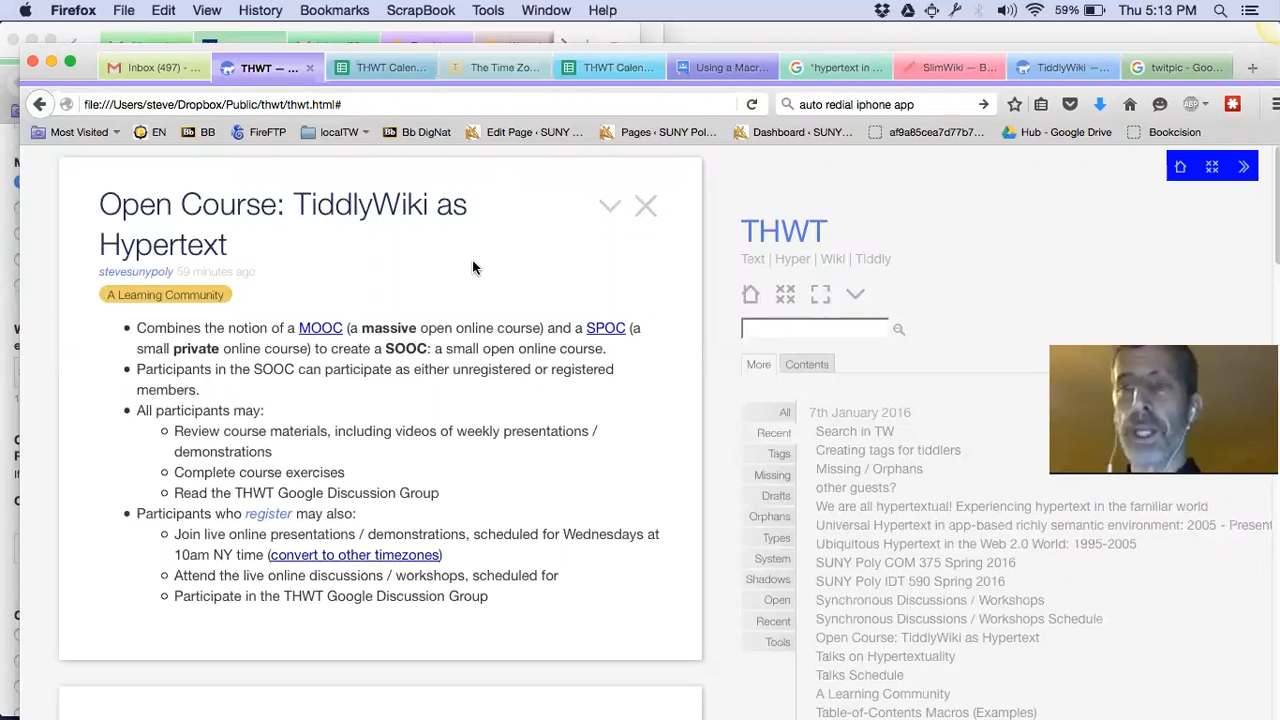 Firefox File Edit View History Bookmarks ScrapBook Tools Window Help 59% Thu 5:13 PM
Inbox (497) - ... THWT — ... THWT Calen... The Time Zo... THWT Calen... Using a Macr... "hypertext in ... SlimWiki — B... TiddlyWiki — ... twitpic - Goo...
file:///Users/steve/Dropbox/Public/thwt/thwt.html# auto redial iphone app ABP
Most Visited EN Bb BB FireFTP localTW Bb Bb DigNat Edit Page ‹ SUNY ... Pages ‹ SUNY Pol... Dashboard ‹ SUNY... af9a85cea7d77b7... Hub - Google Drive Bookcision
Open Course: TiddlyWiki as
Hypertext
stevesunypoly 59 minutes ago
A Learning Community
• Combines the notion of a MOOC (a massive open online course) and a SPOC (a
small private online course) to create a SOOC: a small open online course.
• Participants in the SOOC can participate as either unregistered or registered
members.
• All participants may:
Review course materials, including videos of weekly presentations /
demonstrations
Complete course exercises
Read the THWT Google Discussion Group
• Participants who register may also:
Join live online presentations / demonstrations, scheduled for Wednesdays at
10am NY time (convert to other timezones)
Attend the live online discussions / workshops, scheduled for
Participate in the THWT Google Discussion Group
THWT
Text | Hyper | Wiki | Tiddly
More Contents
All
Recent
Tags
Missing
Drafts
Orphans
Types
System
Shadows
Open
Recent
Tools
7th January 2016
Search in TW
Creating tags for tiddlers
Missing / Orphans
other guests?
We are all hypertextual! Experiencing hypertext in the familiar world
Universal Hypertext in app-based richly semantic environment: 2005 - Present
Ubiquitous Hypertext in the Web 2.0 World: 1995-2005
SUNY Poly COM 375 Spring 2016
SUNY Poly IDT 590 Spring 2016
Synchronous Discussions / Workshops
Synchronous Discussions / Workshops Schedule
Open Course: TiddlyWiki as Hypertext
Talks on Hypertextuality
Talks Schedule
A Learning Community
Table-of-Contents Macros (Examples)